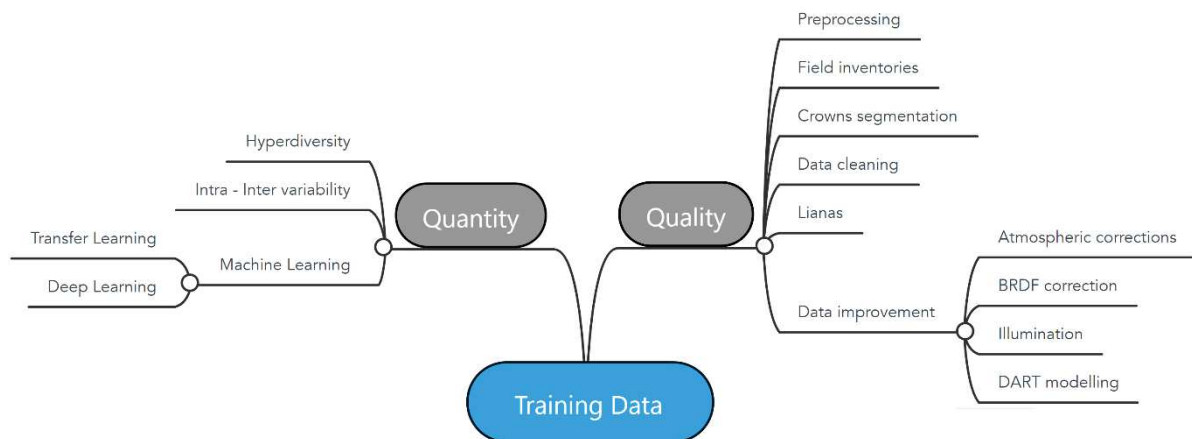 Preprocessing
Field inventories
Crowns segmentation
Data cleaning
Lianas
Data improvement
Atmospheric corrections
BRDF correction
Illumination
DART modelling
Quality
Quantity
Hyperdiversity
Intra - Inter variability
Machine Learning
Transfer Learning
Deep Learning
Training Data